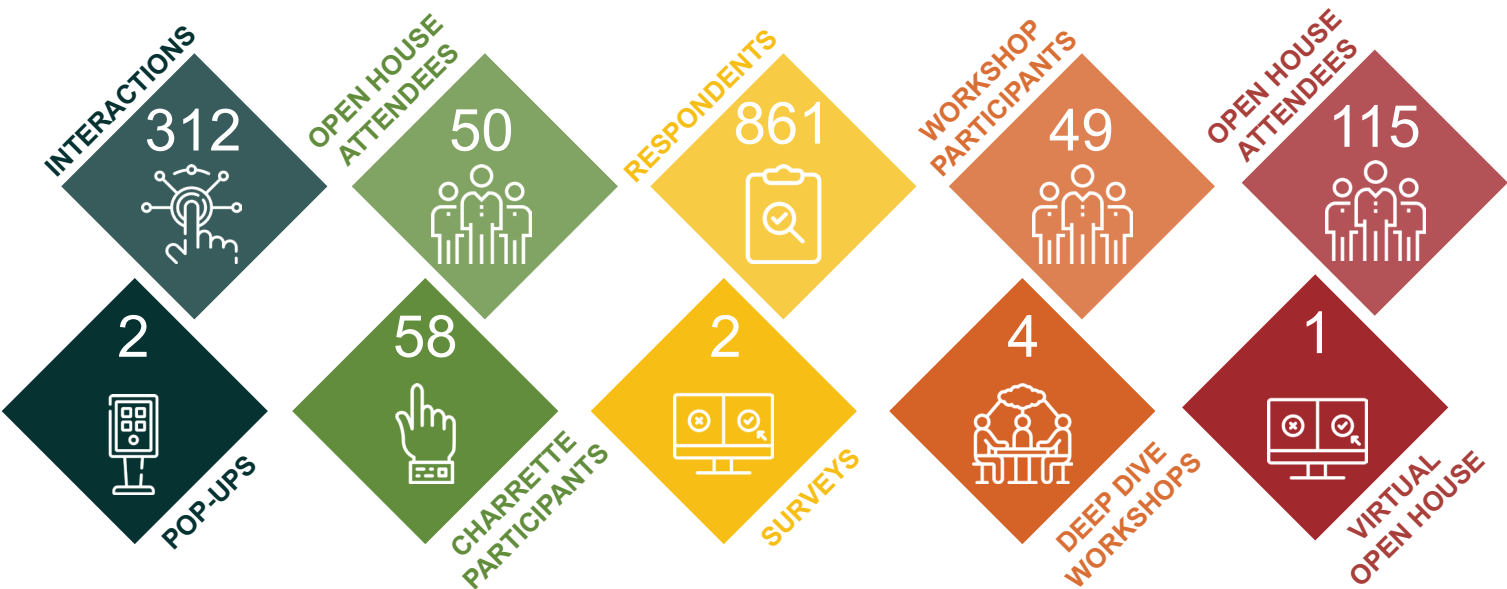 INTERACTIONS
312
2
POP-UPS
OPEN HOUSE
ATTENDEES
50
58
CHARRETTE
PARTICIPANTS
RESPONDENTS
861
2
SURVEYS
WORKSHOP
PARTICIPANTS
49
4
DEEP DIVE
WORKSHOPS
OPEN HOUSE
ATTENDEES
115
1
VIRTUAL
OPEN HOUSE